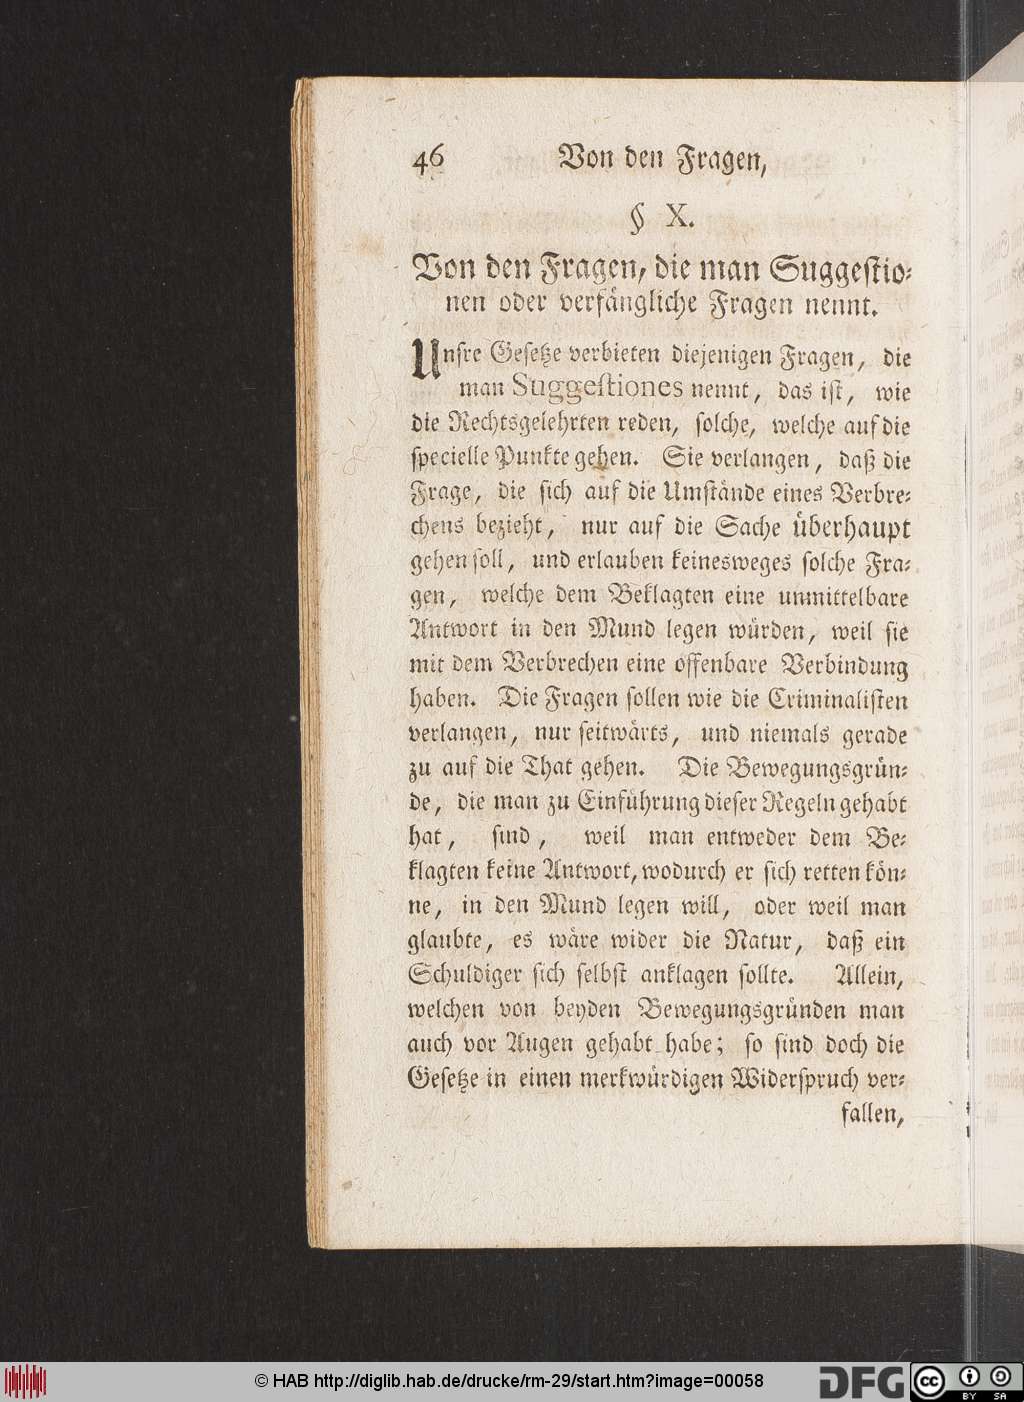 46 Von den Fragen,
§ X.
Von den Fragen, die man Suggestio-
nen oder verfängliche Fragen nennt.
Unsre Gesetze verbieten diejenigen Fragen, die
man Suggestiones nennt, das ist, wie
die Rechtsgelehrten reden, solche, welche auf die
specielle Punkte gehen. Sie verlangen, daß die
Frage, die sich auf die Umstände eines Verbre-
chens bezieht, nur auf die Sache überhaupt
gehen soll, und erlauben keinesweges solche Fra-
gen, welche dem Beklagten eine unmittelbare
Antwort in den Mund legen würden, weil sie
mit dem Verbrechen eine offenbare Verbindung
haben. Die Fragen sollen wie die Criminalisten
verlangen, nur seitwärts, und niemals gerade
zu auf die That gehen. Die Bewegungsgrün-
de, die man zu Einführung dieser Regeln gehabt
hat, sind, weil man entweder dem Be-
klagten keine Antwort, wodurch er sich retten kön-
ne, in den Mund legen will, oder weil man
glaubte, es wäre wider die Natur, daß ein
Schuldiger sich selbst anklagen sollte. Allein,
welchen von beyden Bewegungsgründen man
auch vor Augen gehabt habe; so sind doch die
Gesetze in einen merkwürdigen Widerspruch ver-
fallen,
© HAB http://diglib.hab.de/drucke/rm-29/start.htm?image=00058
DFG
cc BY SA